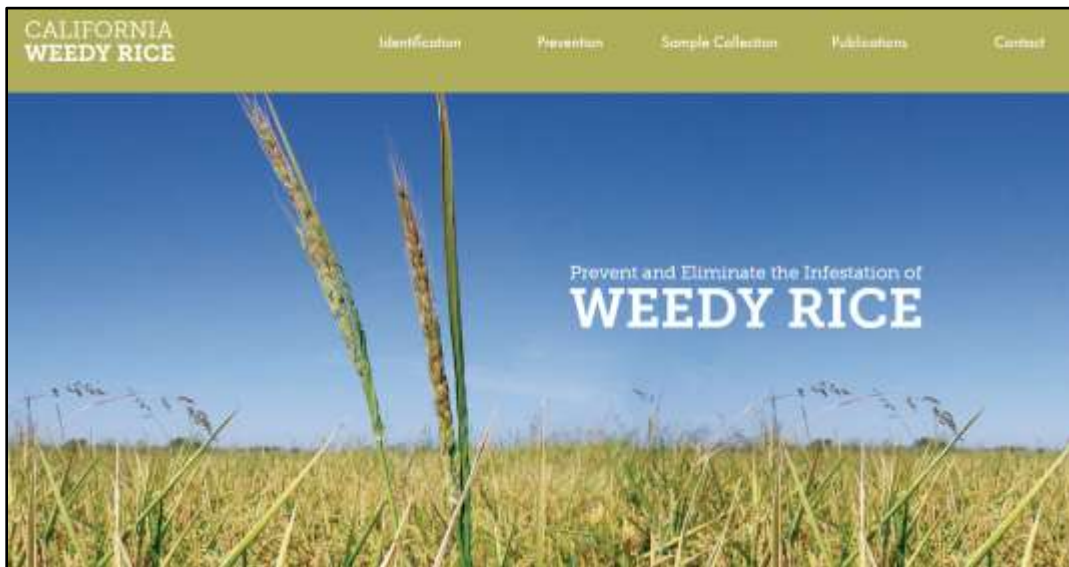 CALIFORNIA
WEEDY RICE
Identification Prevention Sample Collection Publications Contact
Prevent and Eliminate the Infestation of
WEEDY RICE